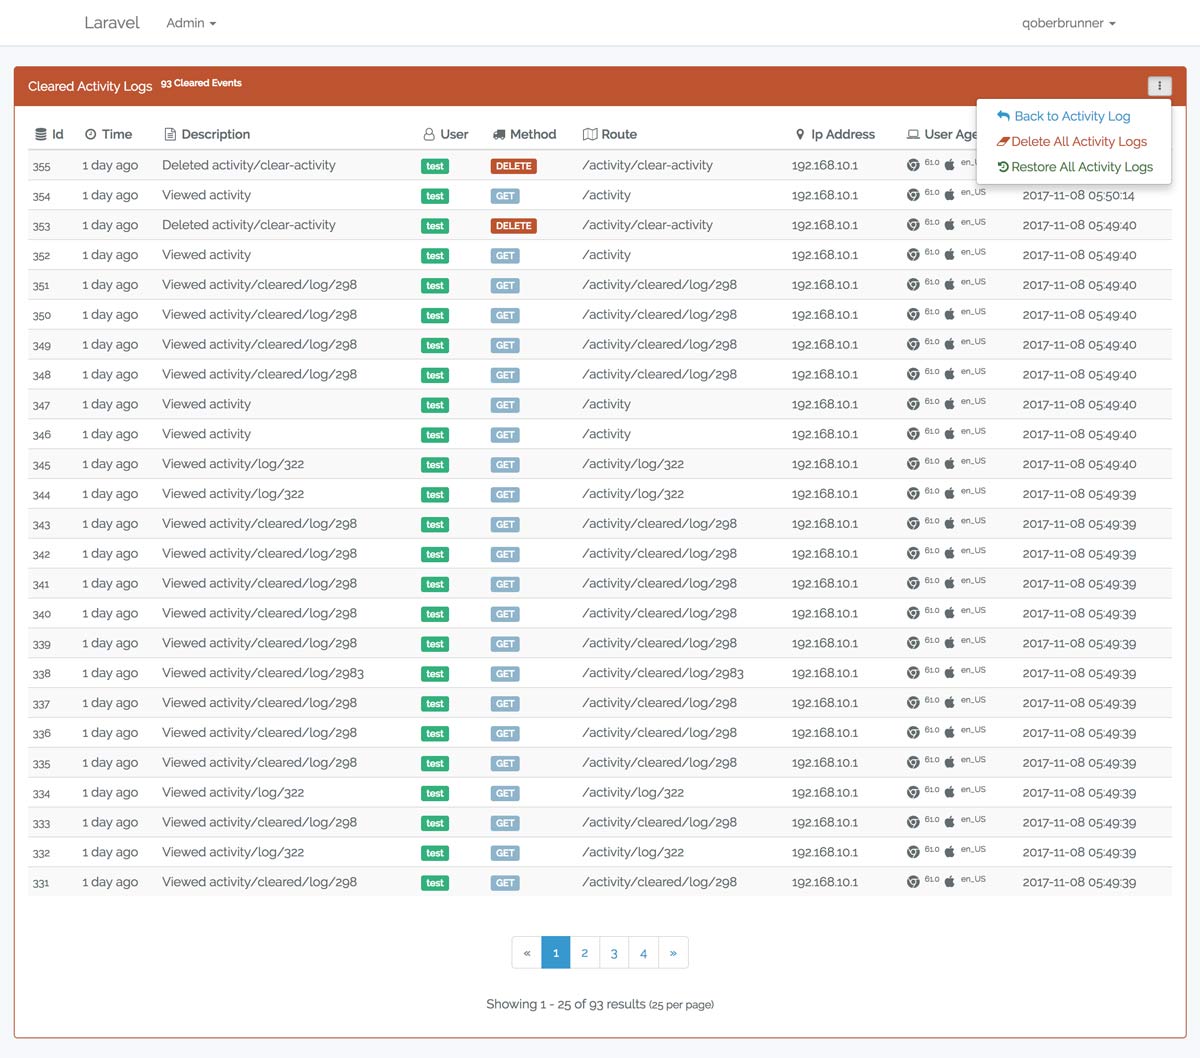 Laravel Admin qoberbrunner
Cleared Activity Logs 93 Cleared Events
Back to Activity Log
Delete All Activity Logs
Restore All Activity Logs
Id Time Description User Method Route Ip Address User Age
355 1 day ago Deleted activity/clear-activity test DELETE /activity/clear-activity 192.168.10.1 61.0 en_
354 1 day ago Viewed activity test GET /activity 192.168.10.1 61.0 en_US 2017-11-08 05:50:14
353 1 day ago Deleted activity/clear-activity test DELETE /activity/clear-activity 192.168.10.1 61.0 en_US 2017-11-08 05:49:40
352 1 day ago Viewed activity test GET /activity 192.168.10.1 61.0 en_US 2017-11-08 05:49:40
351 1 day ago Viewed activity/cleared/log/298 test GET /activity/cleared/log/298 192.168.10.1 61.0 en_US 2017-11-08 05:49:40
350 1 day ago Viewed activity/cleared/log/298 test GET /activity/cleared/log/298 192.168.10.1 61.0 en_US 2017-11-08 05:49:40
349 1 day ago Viewed activity/cleared/log/298 test GET /activity/cleared/log/298 192.168.10.1 61.0 en_US 2017-11-08 05:49:40
348 1 day ago Viewed activity/cleared/log/298 test GET /activity/cleared/log/298 192.168.10.1 61.0 en_US 2017-11-08 05:49:40
347 1 day ago Viewed activity test GET /activity 192.168.10.1 61.0 en_US 2017-11-08 05:49:40
346 1 day ago Viewed activity test GET /activity 192.168.10.1 61.0 en_US 2017-11-08 05:49:40
345 1 day ago Viewed activity/log/322 test GET /activity/log/322 192.168.10.1 61.0 en_US 2017-11-08 05:49:40
344 1 day ago Viewed activity/log/322 test GET /activity/log/322 192.168.10.1 61.0 en_US 2017-11-08 05:49:39
343 1 day ago Viewed activity/cleared/log/298 test GET /activity/cleared/log/298 192.168.10.1 61.0 en_US 2017-11-08 05:49:39
342 1 day ago Viewed activity/cleared/log/298 test GET /activity/cleared/log/298 192.168.10.1 61.0 en_US 2017-11-08 05:49:39
341 1 day ago Viewed activity/cleared/log/298 test GET /activity/cleared/log/298 192.168.10.1 61.0 en_US 2017-11-08 05:49:39
340 1 day ago Viewed activity/cleared/log/298 test GET /activity/cleared/log/298 192.168.10.1 61.0 en_US 2017-11-08 05:49:39
339 1 day ago Viewed activity/cleared/log/298 test GET /activity/cleared/log/298 192.168.10.1 61.0 en_US 2017-11-08 05:49:39
338 1 day ago Viewed activity/cleared/log/2983 test GET /activity/cleared/log/2983 192.168.10.1 61.0 en_US 2017-11-08 05:49:39
337 1 day ago Viewed activity/cleared/log/298 test GET /activity/cleared/log/298 192.168.10.1 61.0 en_US 2017-11-08 05:49:39
336 1 day ago Viewed activity/cleared/log/298 test GET /activity/cleared/log/298 192.168.10.1 61.0 en_US 2017-11-08 05:49:39
335 1 day ago Viewed activity/cleared/log/298 test GET /activity/cleared/log/298 192.168.10.1 61.0 en_US 2017-11-08 05:49:39
334 1 day ago Viewed activity/log/322 test GET /activity/log/322 192.168.10.1 61.0 en_US 2017-11-08 05:49:39
333 1 day ago Viewed activity/cleared/log/298 test GET /activity/cleared/log/298 192.168.10.1 61.0 en_US 2017-11-08 05:49:39
332 1 day ago Viewed activity/log/322 test GET /activity/log/322 192.168.10.1 61.0 en_US 2017-11-08 05:49:39
331 1 day ago Viewed activity/cleared/log/298 test GET /activity/cleared/log/298 192.168.10.1 61.0 en_US 2017-11-08 05:49:39
« 1 2 3 4 »
Showing 1 - 25 of 93 results (25 per page)